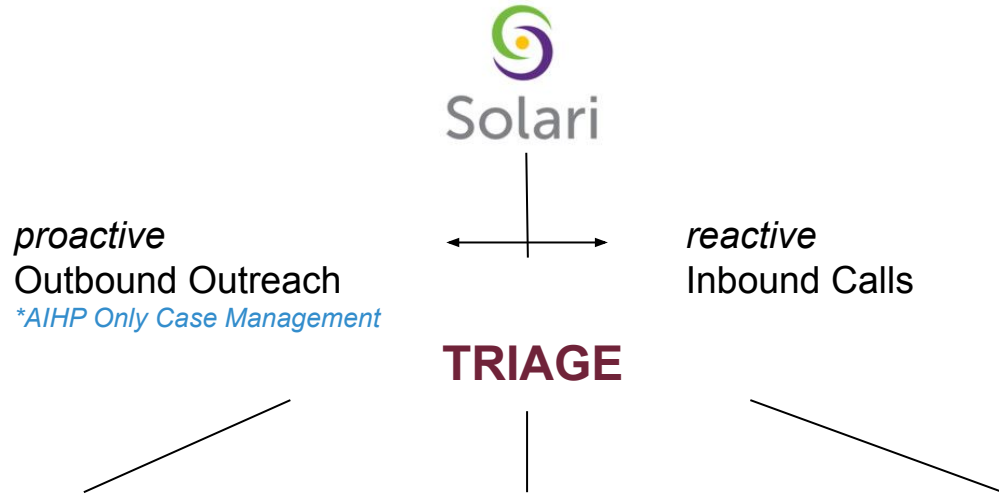 Solari
proactive
Outbound Outreach
*AIHP Only Case Management
reactive
Inbound Calls
TRIAGE